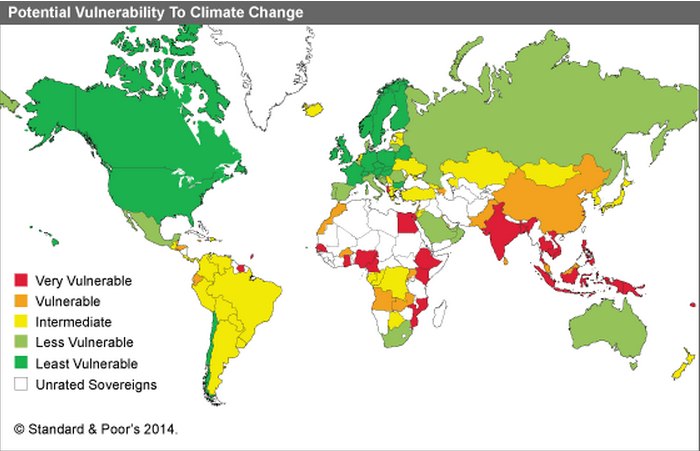 Potential Vulnerability To Climate Change
Very Vulnerable
Vulnerable
Intermediate
Less Vulnerable
Least Vulnerable
Unrated Sovereigns
© Standard & Poor's 2014.